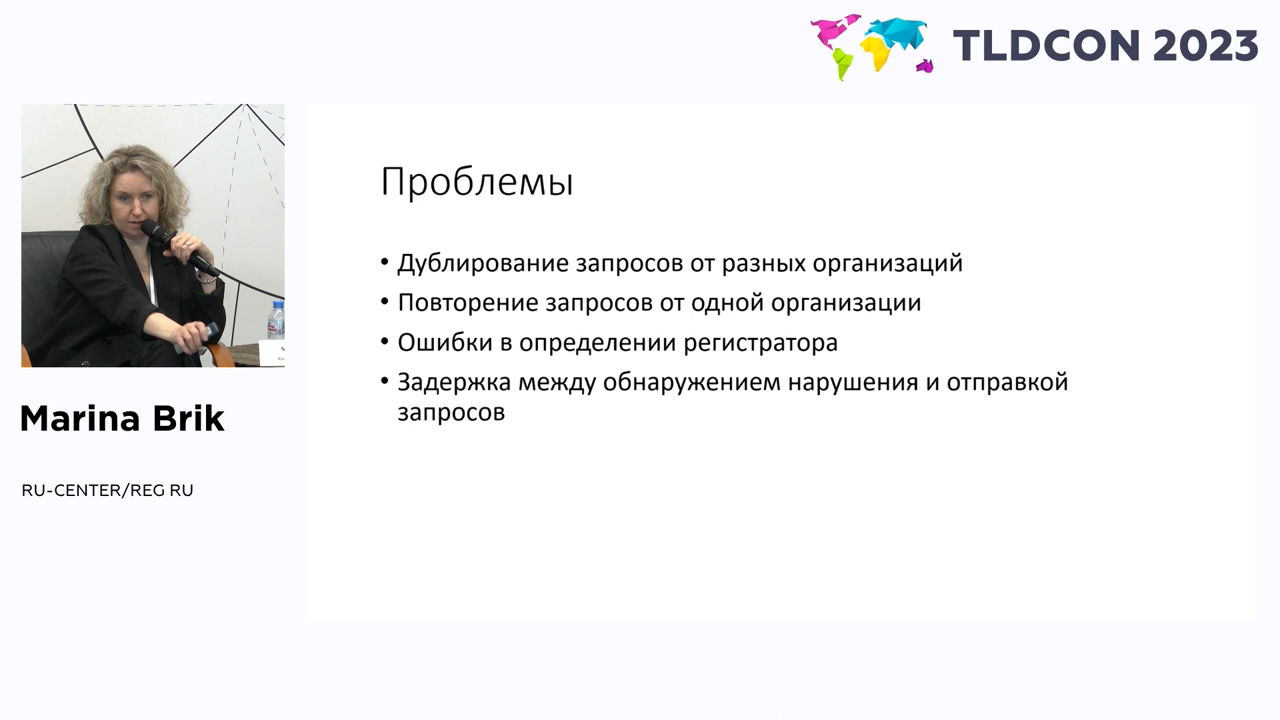 TLDCON 2023
Проблемы
• Дублирование запросов от разных организаций
• Повторение запросов от одной организации
• Ошибки в определении регистратора
• Задержка между обнаружением нарушения и отправкой
запросов
Marina Brik
RU-CENTER/REG RU